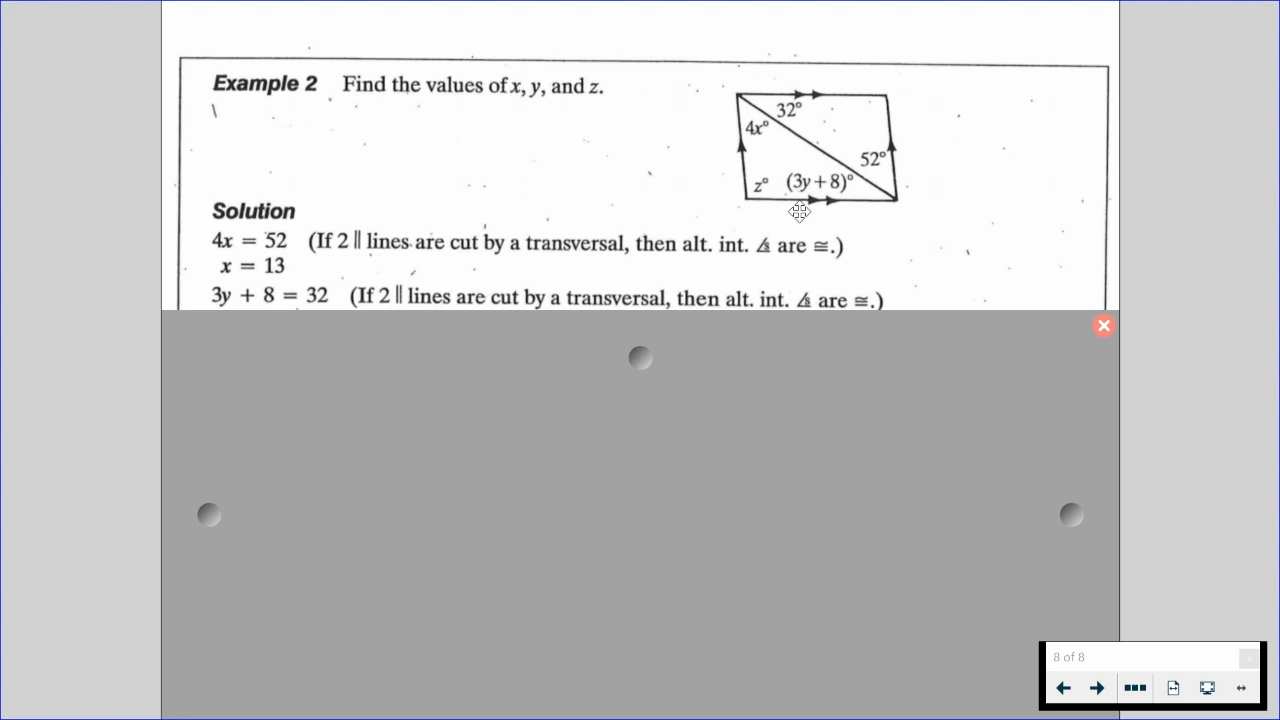 Example 2 Find the values of x, y, and z.
32°
4x°
52°
z° (3y+8)°
Solution
4x = 52 (If 2 ∥ lines are cut by a transversal, then alt. int. ∡s are ≅.)
x = 13
3y + 8 = 32 (If 2 ∥ lines are cut by a transversal, then alt. int. ∡s are ≅.)
8 of 8